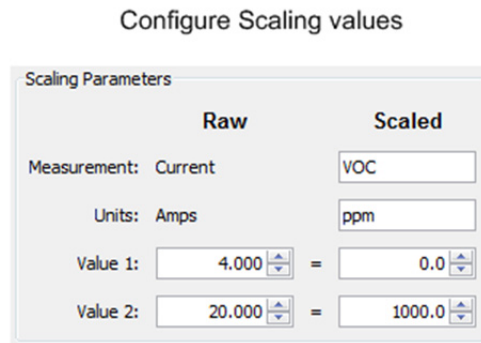 Configure Scaling values
Scaling Parameters
Raw Scaled
Measurement: Current VOC
Units: Amps ppm
Value 1: 4.000 = 0.0
Value 2: 20.000 = 1000.0